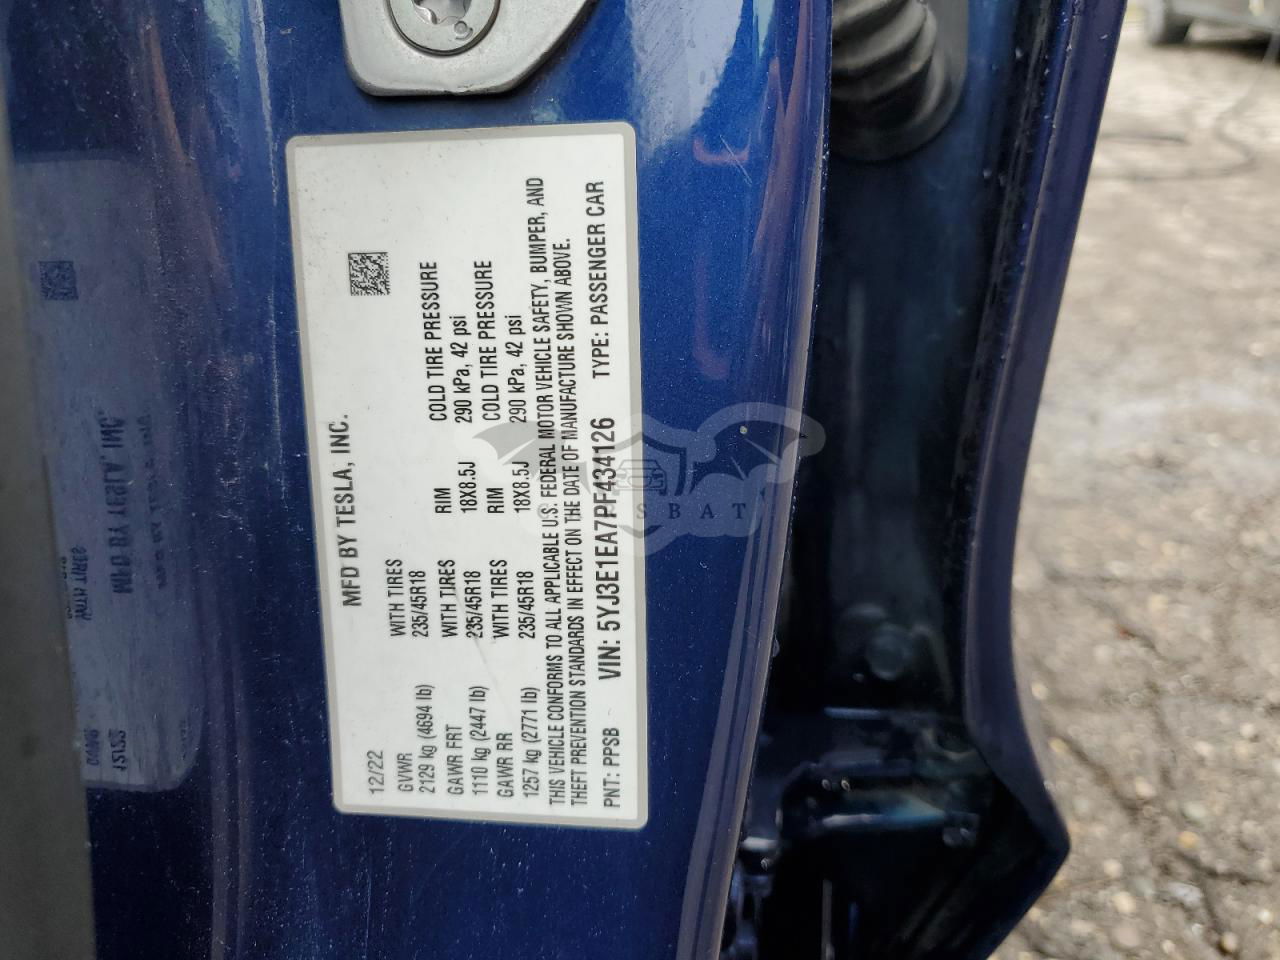 MFD BY TESLA, INC.
12/22
GVWR
2129 kg (4694 lb)
WITH TIRES
235/45R18
RIM
18X8.5J
COLD TIRE PRESSURE
290 kPa, 42 psi
GAWR FRT
1110 kg (2447 lb)
WITH TIRES
235/45R18
RIM
18X8.5J
COLD TIRE PRESSURE
290 kPa, 42 psi
GAWR RR
1257 kg (2771 lb)
WITH TIRES
235/45R18
THIS VEHICLE CONFORMS TO ALL APPLICABLE U.S. FEDERAL MOTOR VEHICLE SAFETY, BUMPER, AND
THEFT PREVENTION STANDARDS IN EFFECT ON THE DATE OF MANUFACTURE SHOWN ABOVE.
PNT: PPSB VIN: 5YJ3E1EA7PF434126 TYPE: PASSENGER CAR